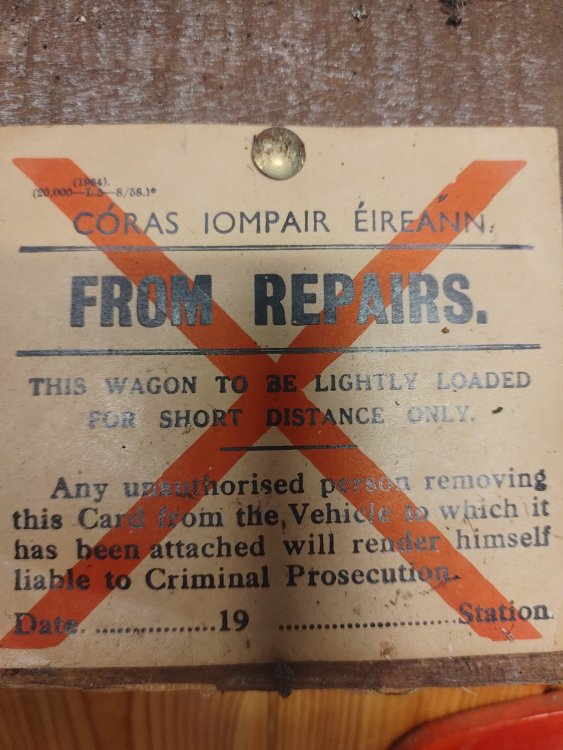 (1964).
(20,000—L.5—8/58.)*
CÓRAS IOMPAIR ÉIREANN.
FROM REPAIRS.
THIS WAGON TO BE LIGHTLY LOADED
FOR SHORT DISTANCE ONLY.
Any unauthorised person removing
this Card from the Vehicle to which it
has been attached will render himself
liable to Criminal Prosecution.
Date ..................... 19 .............................. Station.